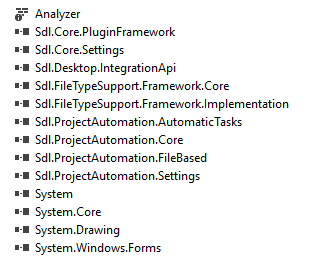 Analyzer
Sdl.Core.PluginFramework
Sdl.Core.Settings
Sdl.Desktop.IntegrationApi
Sdl.FileTypeSupport.Framework.Core
Sdl.FileTypeSupport.Framework.Implementation
Sdl.ProjectAutomation.AutomaticTasks
Sdl.ProjectAutomation.Core
Sdl.ProjectAutomation.FileBased
Sdl.ProjectAutomation.Settings
System
System.Core
System.Drawing
System.Windows.Forms